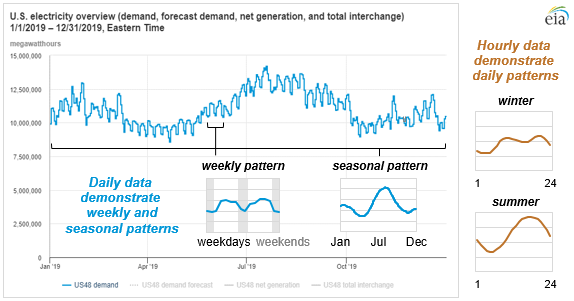 U.S. electricity overview (demand, forecast demand, net generation, and total interchange)
1/1/2019 – 12/31/2019, Eastern Time
megawatthours
eia
15,000,000
12,500,000
10,000,000
7,500,000
5,000,000
2,500,000
0
Jan '19
Apr '19
Jul '19
Oct '19
weekly pattern
seasonal pattern
Daily data
demonstrate
weekly and
seasonal patterns
weekdays weekends
Jan Jul Dec
US48 demand
US48 demand forecast
US48 net generation
US48 total interchange
Hourly data
demonstrate
daily patterns
winter
1 24
summer
1 24